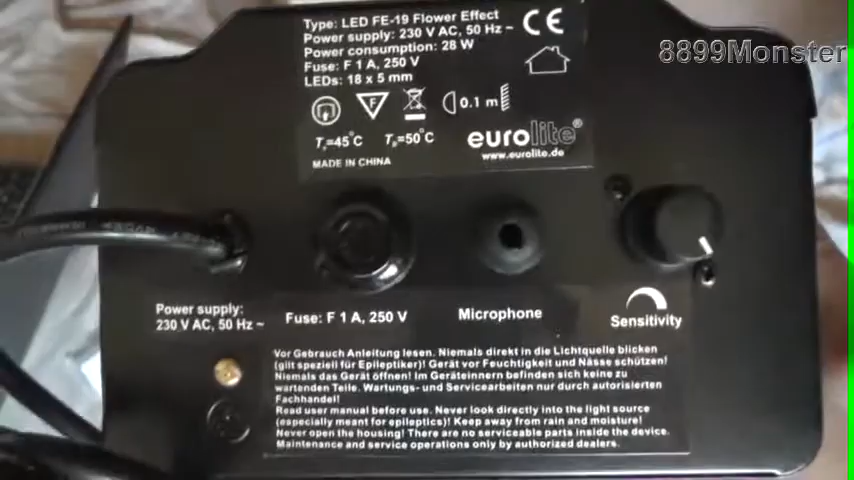 Type: LED FE-19 Flower Effect
Power supply: 230 V AC, 50 Hz ~
Power consumption: 28 W
Fuse: F 1 A, 250 V
LEDs: 18 x 5 mm
CE
8899Monster
F
0.1 m
=45°C
=50°C
eurolite®
www.eurolite.de
MADE IN CHINA
Power supply:
230 V AC, 50 Hz ~
Fuse: F 1 A, 250 V
Microphone
Sensitivity
Vor Gebrauch Anleitung lesen. Niemals direkt in die Lichtquelle blicken
(gilt speziell für Epileptiker)! Gerät vor Feuchtigkeit und Nässe schützen!
Niemals das Gerät öffnen! Im Geräteinnern befinden sich keine zu
wartenden Teile. Wartungs- und Servicearbeiten nur durch autorisierten
Fachhandel!
Read user manual before use. Never look directly into the light source
(especially meant for epileptics)! Keep away from rain and moisture!
Never open the housing! There are no serviceable parts inside the device.
Maintenance and service operations only by authorized dealers.